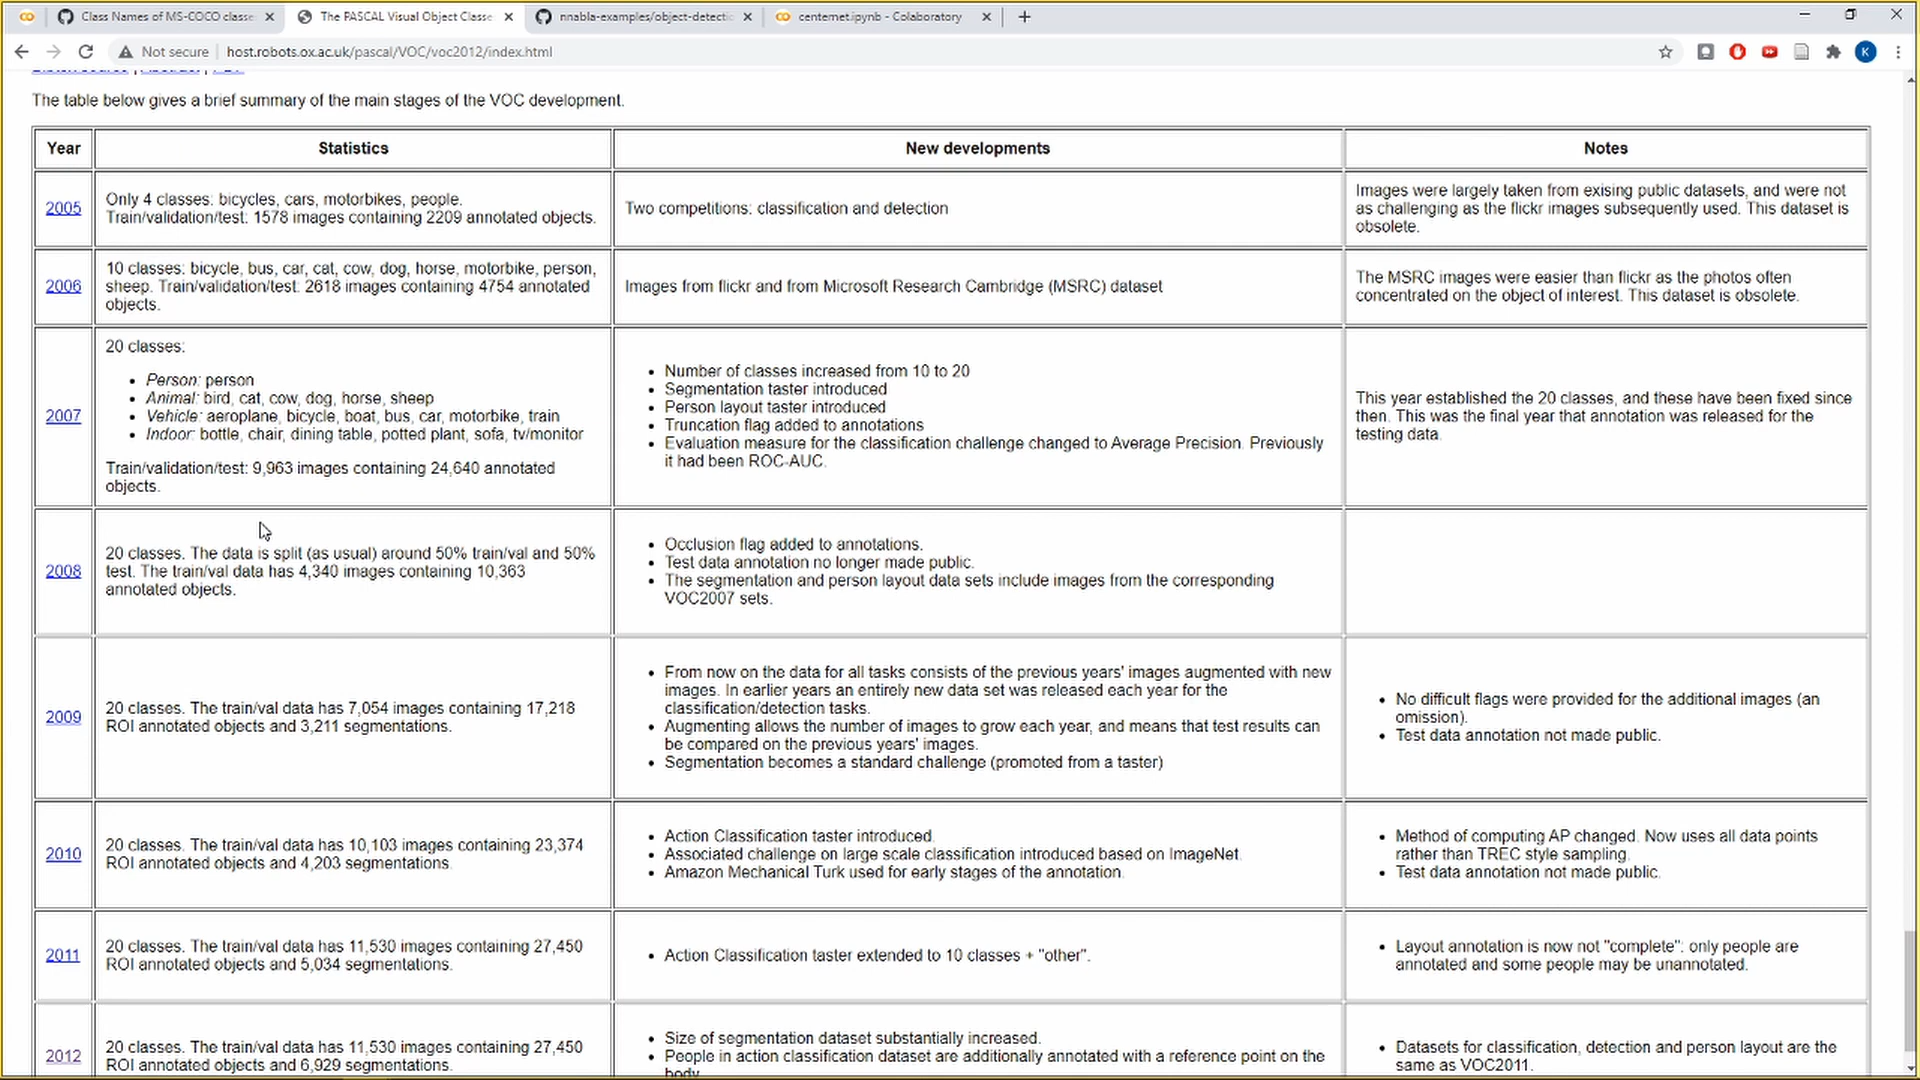 Class Names of MS-COCO classe
The PASCAL Visual Object Classe
nnabla-examples/object-detectio
centernet.ipynb - Colaboratory
Not secure
host.robots.ox.ac.uk/pascal/VOC/voc2012/index.html
K
The table below gives a brief summary of the main stages of the VOC development.
Year
Statistics
New developments
Notes
2005
Only 4 classes: bicycles, cars, motorbikes, people.
Train/validation/test: 1578 images containing 2209 annotated objects.
Two competitions: classification and detection
Images were largely taken from exising public datasets, and were not
as challenging as the flickr images subsequently used. This dataset is
obsolete.
2006
10 classes: bicycle, bus, car, cat, cow, dog, horse, motorbike, person,
sheep. Train/validation/test: 2618 images containing 4754 annotated
objects.
Images from flickr and from Microsoft Research Cambridge (MSRC) dataset
The MSRC images were easier than flickr as the photos often
concentrated on the object of interest. This dataset is obsolete.
2007
20 classes:
• Person: person
• Animal: bird, cat, cow, dog, horse, sheep
• Vehicle: aeroplane, bicycle, boat, bus, car, motorbike, train
• Indoor: bottle, chair, dining table, potted plant, sofa, tv/monitor
Train/validation/test: 9,963 images containing 24,640 annotated
objects.
• Number of classes increased from 10 to 20
• Segmentation taster introduced
• Person layout taster introduced
• Truncation flag added to annotations
• Evaluation measure for the classification challenge changed to Average Precision. Previously
it had been ROC-AUC.
This year established the 20 classes, and these have been fixed since
then. This was the final year that annotation was released for the
testing data.
2008
20 classes. The data is split (as usual) around 50% train/val and 50%
test. The train/val data has 4,340 images containing 10,363
annotated objects.
• Occlusion flag added to annotations.
• Test data annotation no longer made public.
• The segmentation and person layout data sets include images from the corresponding
VOC2007 sets.
2009
20 classes. The train/val data has 7,054 images containing 17,218
ROI annotated objects and 3,211 segmentations.
• From now on the data for all tasks consists of the previous years' images augmented with new
images. In earlier years an entirely new data set was released each year for the
classification/detection tasks.
• Augmenting allows the number of images to grow each year, and means that test results can
be compared on the previous years' images.
• Segmentation becomes a standard challenge (promoted from a taster)
• No difficult flags were provided for the additional images (an
omission).
• Test data annotation not made public.
2010
20 classes. The train/val data has 10,103 images containing 23,374
ROI annotated objects and 4,203 segmentations.
• Action Classification taster introduced.
• Associated challenge on large scale classification introduced based on ImageNet.
• Amazon Mechanical Turk used for early stages of the annotation.
• Method of computing AP changed. Now uses all data points
rather than TREC style sampling.
• Test data annotation not made public.
2011
20 classes. The train/val data has 11,530 images containing 27,450
ROI annotated objects and 5,034 segmentations.
• Action Classification taster extended to 10 classes + "other".
• Layout annotation is now not "complete": only people are
annotated and some people may be unannotated.
2012
20 classes. The train/val data has 11,530 images containing 27,450
ROI annotated objects and 6,929 segmentations.
• Size of segmentation dataset substantially increased.
• People in action classification dataset are additionally annotated with a reference point on the
body.
• Datasets for classification, detection and person layout are the
same as VOC2011.